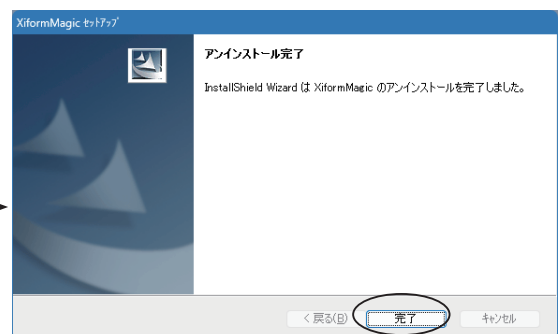 XiformMagic ｾｯﾄｱｯﾌﾟ
アンインストール完了
InstallShield Wizard は XiformMagic のアンインストールを完了しました。
< 戻る(B) 完了 キャンセル